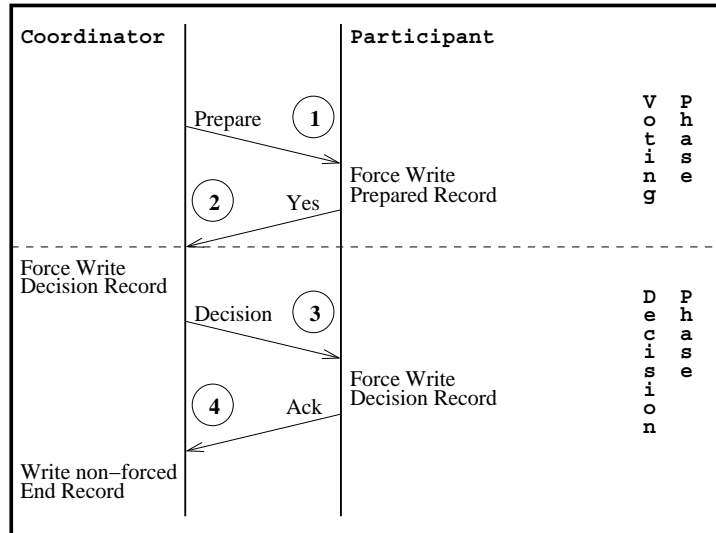 Coordinator
Participant
Voting Phase
Prepare
1
Force Write
Prepared Record
2
Yes
Force Write
Decision Record
Decision Phase
Decision
3
Force Write
Decision Record
4
Ack
Write non−forced
End Record